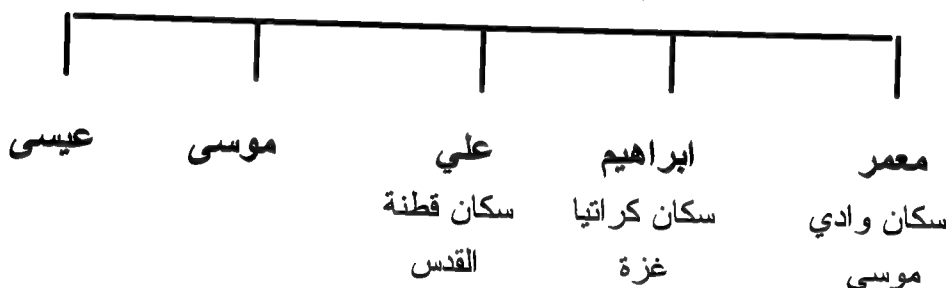 معمر ابراهيم علي موسى عيسى
سكان وادي سكان كراتيا سكان قطنة
موسى غزة القدس